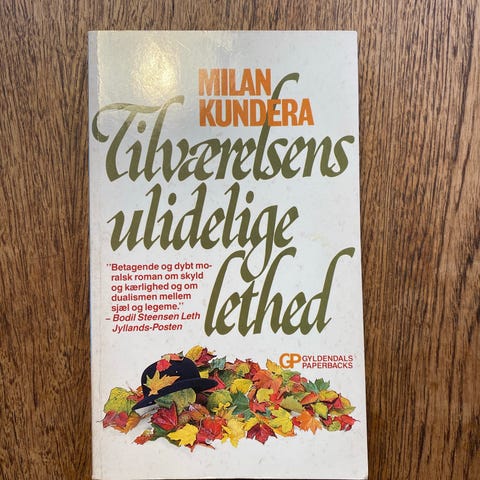 MILAN
KUNDERA
Tilværelsens
ulidelige
lethed
"Betagende og dybt mo-
ralsk roman om skyld
og kærlighed og om
dualismen mellem
sjæl og legeme."
– Bodil Steensen Leth
Jyllands-Posten
GP GYLDENDALS
PAPERBACKS